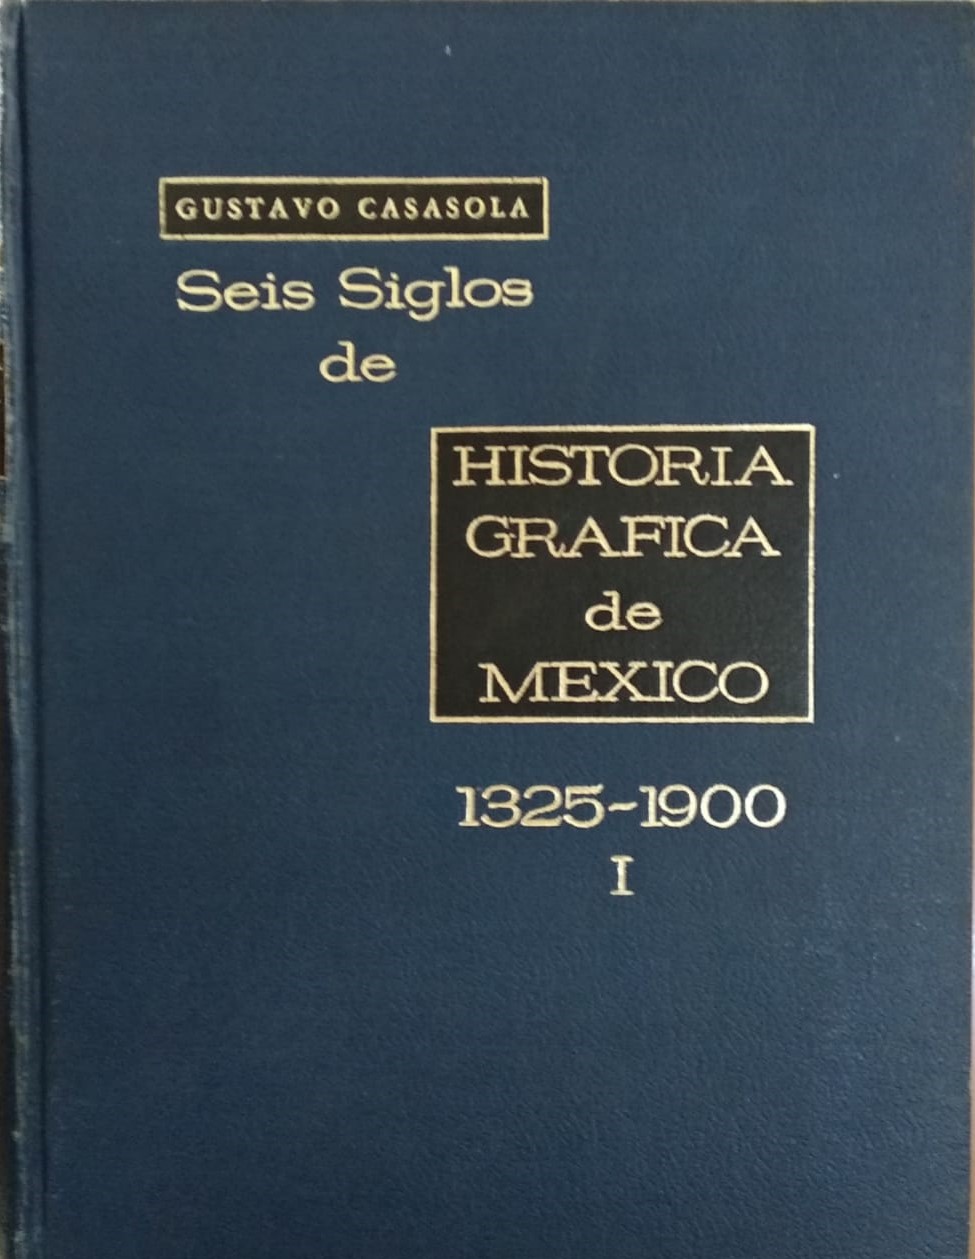 GUSTAVO CASASOLA
Seis Siglos
de
HISTORIA
GRAFICA
de
MEXICO
1325-1900
I